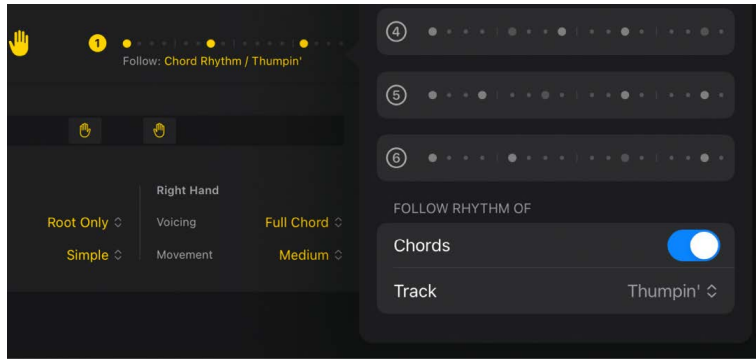 1
Follow: Chord Rhythm / Thumpin'
Right Hand
Root Only
Voicing
Full Chord
Simple
Movement
Medium
4
5
6
FOLLOW RHYTHM OF
Chords
Track
Thumpin'